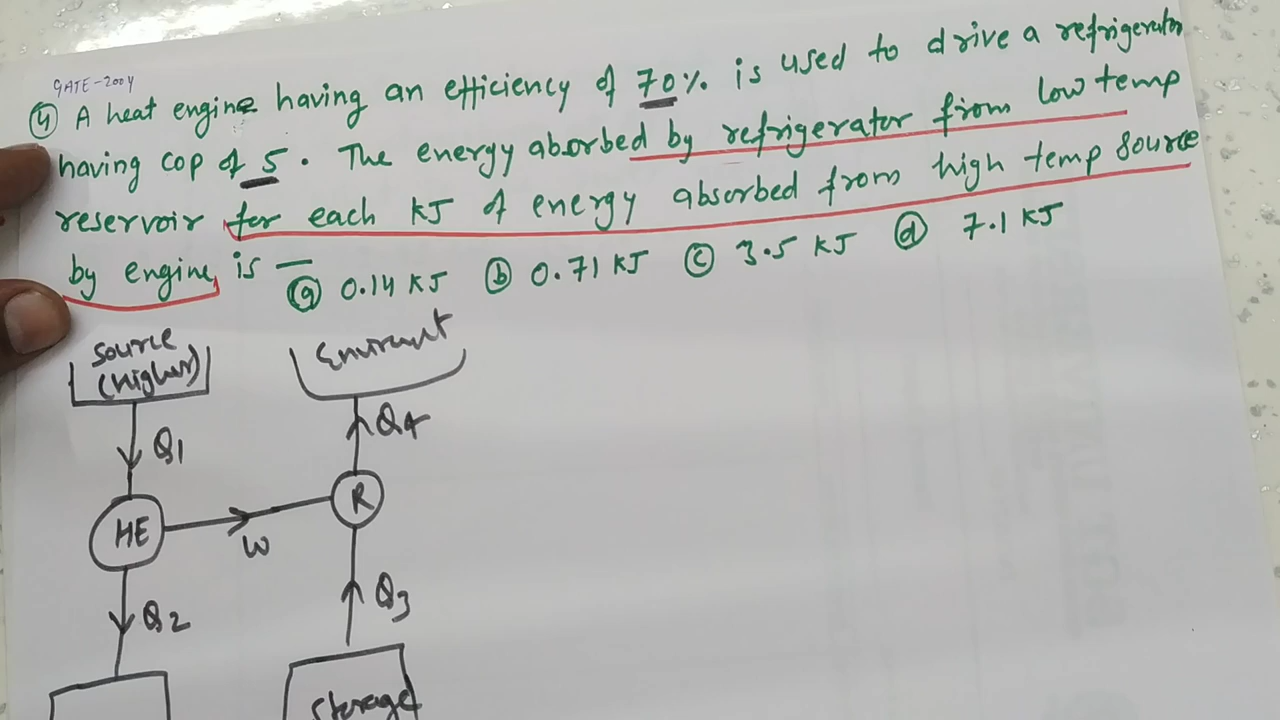 GATE-2004
④ A heat engine having an efficiency of 70% is used to drive a refrigerator
having cop of 5. The energy absorbed by refrigerator from low temp
reservoir for each kJ of energy absorbed from high temp source
by engine is —
ⓐ 0.14 kJ ⓑ 0.71 kJ ⓒ 3.5 kJ ⓓ 7.1 kJ
Source
(higher)
Q1
HE
W
Q2
Q4
R
Q3
Storage